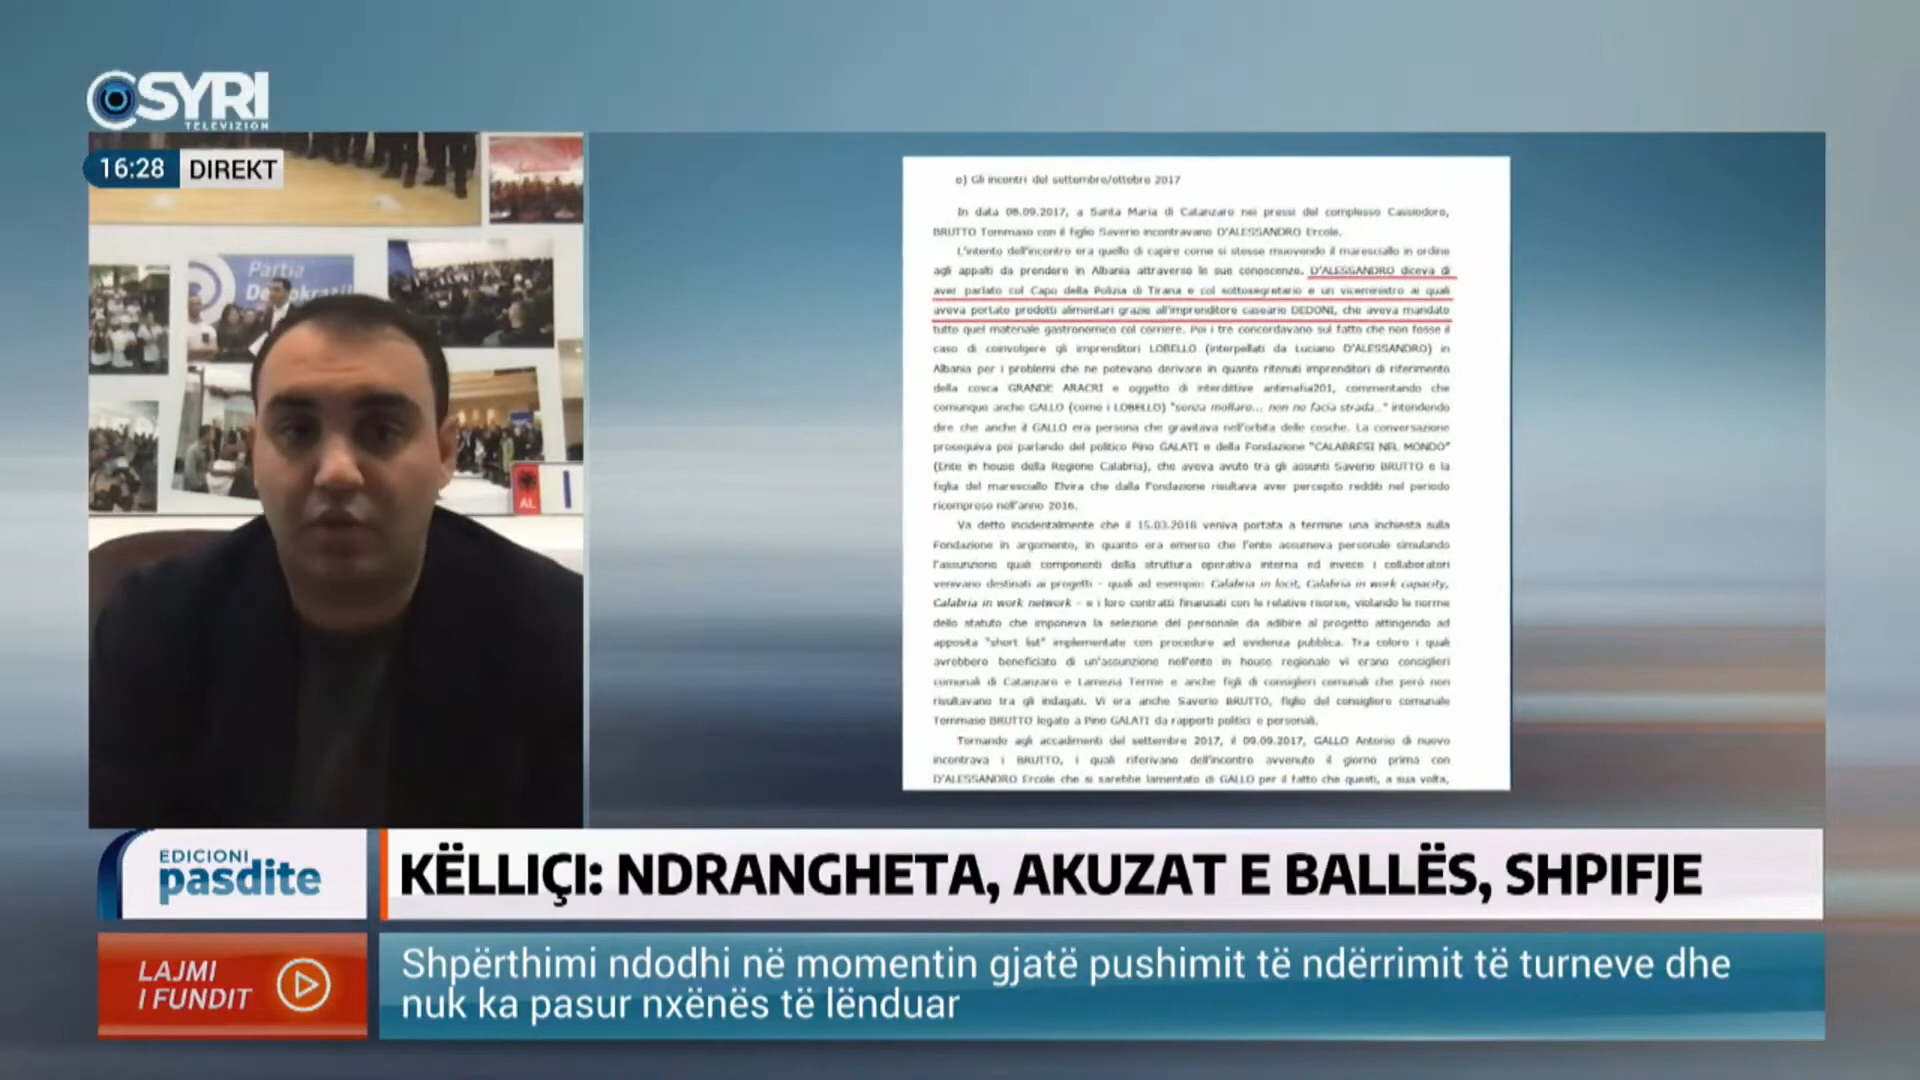 SYRI
TELEVIZION
16:28 DIREKT
Partia
Demokrati
AL
e) Gli incontri del settembre/ottobre 2017
In data 08.09.2017, a Santa Maria di Catanzaro nei pressi del complesso Cassiodoro,
BRUTTO Tommaso con il figlio Saverio incontravano D'ALESSANDRO Ercole.
L'intento dell'incontro era quello di capire come si stesse muovendo il maresciallo in ordine
agli appalti da prendere in Albania attraverso le sue conoscenze. D'ALESSANDRO diceva di
aver parlato col Capo della Polizia di Tirana e col sottosegretario e un viceministro ai quali
aveva portato prodotti alimentari grazie all'imprenditore caseario DEDONI, che aveva mandato
tutto quel materiale gastronomico col corriere. Poi i tre concordavano sul fatto che non fosse il
caso di coinvolgere gli imprenditori LOBELLO (interpellati da Luciano D'ALESSANDRO) in
Albania per i problemi che ne potevano derivare in quanto ritenuti imprenditori di riferimento
della cosca GRANDE ARACRI e oggetto di interdittive antimafia201, commentando che
comunque anche GALLO (come i LOBELLO) "senza mollare... non ne facia strada.." intendendo
dire che anche il GALLO era persona che gravitava nell'orbita delle cosche. La conversazione
proseguiva poi parlando del politico Pino GALATI e della Fondazione "CALABRESI NEL MONDO"
(Ente in house della Regione Calabria), che aveva avuto tra gli assunti Saverio BRUTTO e la
figlia del maresciallo Elvira che dalla Fondazione risultava aver percepito redditi nel periodo
ricompreso nell'anno 2016.
Va detto incidentalmente che il 15.03.2018 veniva portata a termine una inchiesta sulla
Fondazione in argomento, in quanto era emerso che l'ente assumeva personale simulando
l'assunzione quali componenti della struttura operativa interna ed invece i collaboratori
venivano destinati ai progetti - quali ad esempio: Calabria in locit, Calabria in work capacity,
Calabria in work network - e i loro contratti finanziati con le relative risorse, violando le norme
dello statuto che imponeva la selezione del personale da adibire al progetto attingendo ad
apposita "short list" implementate con procedure ad evidenza pubblica. Tra coloro i quali
avrebbero beneficiato di un'assunzione nell'ente in house regionale vi erano consiglieri
comunali di Catanzaro e Lamezia Terme e anche figli di consiglieri comunali che però non
risultavano tra gli indagati. Vi era anche Saverio BRUTTO, figlio del consigliere comunale
Tommaso BRUTTO legato a Pino GALATI da rapporti politici e personali.
Tornando agli accadimenti del settembre 2017, il 09.09.2017, GALLO Antonio di nuovo
incontrava i BRUTTO, i quali riferivano dell'incontro avvenuto il giorno prima con
D'ALESSANDRO Ercole che si sarebbe lamentato di GALLO per il fatto che questi, a sua volta,
EDICIONI
pasdite
KËLLIÇI: NDRANGHETA, AKUZAT E BALLËS, SHPIFJE
LAJMI
I FUNDIT
Shpërthimi ndodhi në momentin gjatë pushimit të ndërrimit të turneve dhe
nuk ka pasur nxënës të lënduar